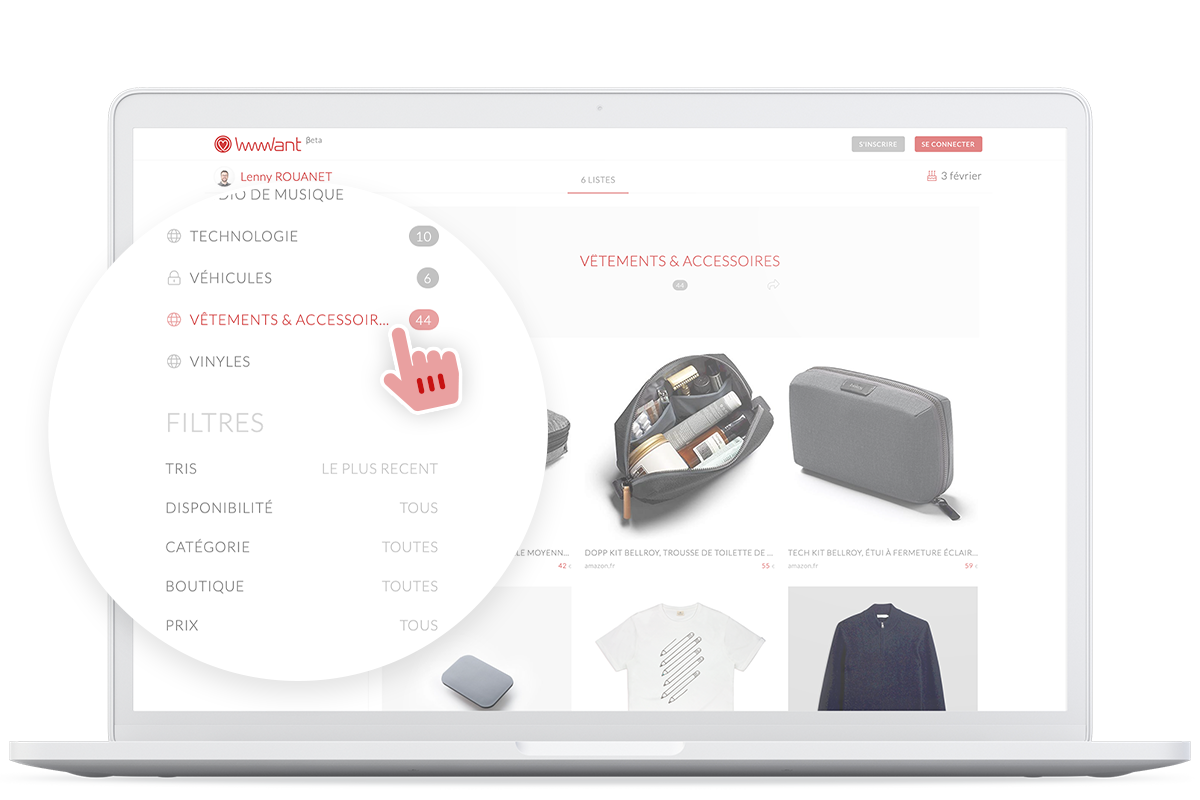 Wwwant Beta
S'INSCRIRE
SE CONNECTER
Lenny ROUANET
6 LISTES
3 février
DIO DE MUSIQUE
TECHNOLOGIE 10
VÉHICULES 6
VÊTEMENTS & ACCESSOIR... 44
VINYLES
FILTRES
TRIS LE PLUS RECENT
DISPONIBILITÉ TOUS
CATÉGORIE TOUTES
BOUTIQUE TOUTES
PRIX TOUS
VÊTEMENTS & ACCESSOIRES
44
LE MOYENN...
42 €
DOPP KIT BELLROY, TROUSSE DE TOILETTE DE ...
amazon.fr 55 €
TECH KIT BELLROY, ÉTUI À FERMETURE ÉCLAIR...
amazon.fr 59 €